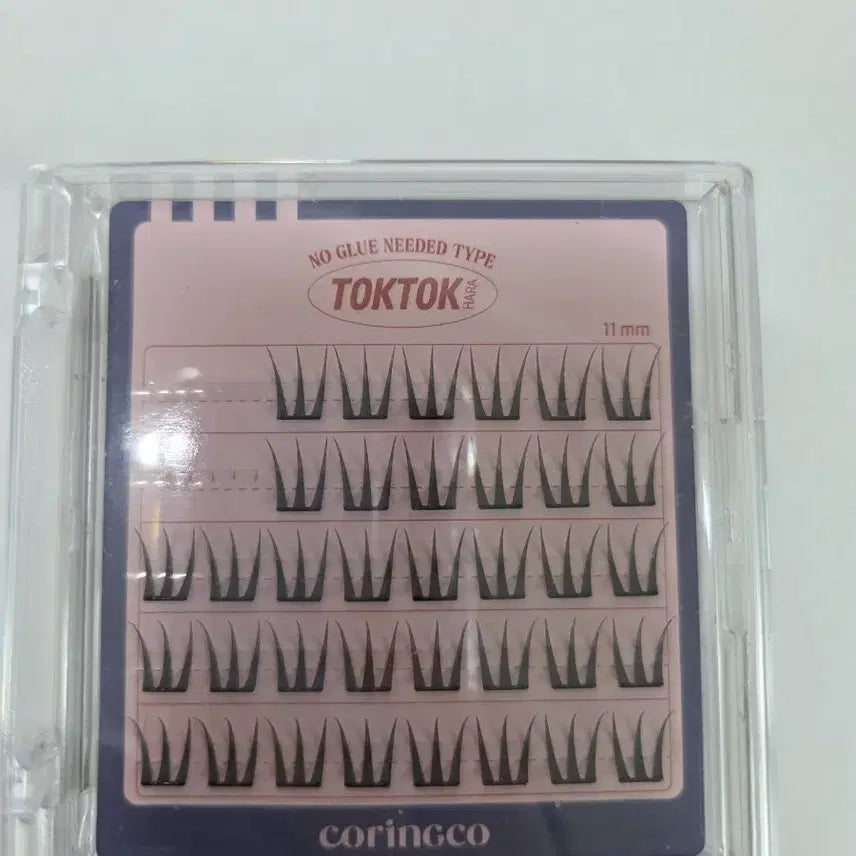 NO GLUE NEEDED TYPE
TOKTOK HARA
11 mm
coringco